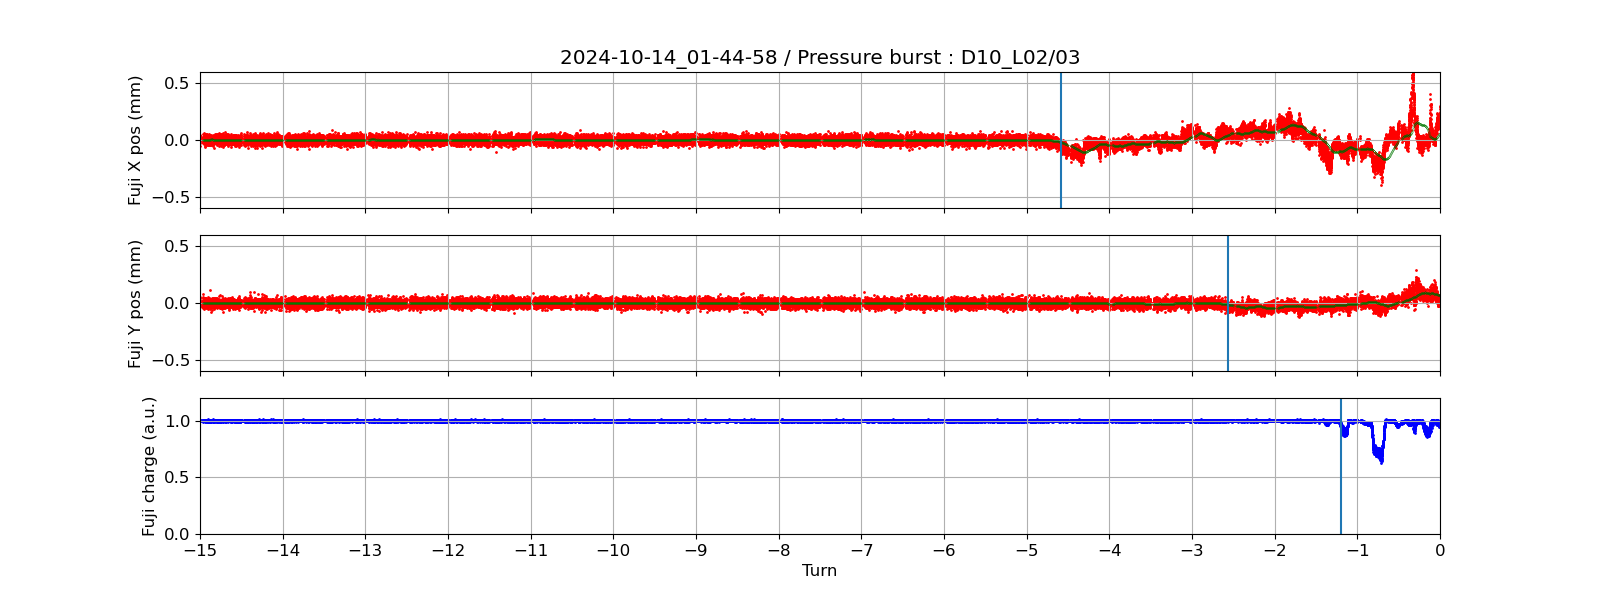 2024-10-14_01-44-58 / Pressure burst : D10_L02/03
Fuji X pos (mm)
0.5
0.0
−0.5
Fuji Y pos (mm)
0.5
0.0
−0.5
Fuji charge (a.u.)
1.0
0.5
0.0
−15 −14 −13 −12 −11 −10 −9 −8 −7 −6 −5 −4 −3 −2 −1 0
Turn